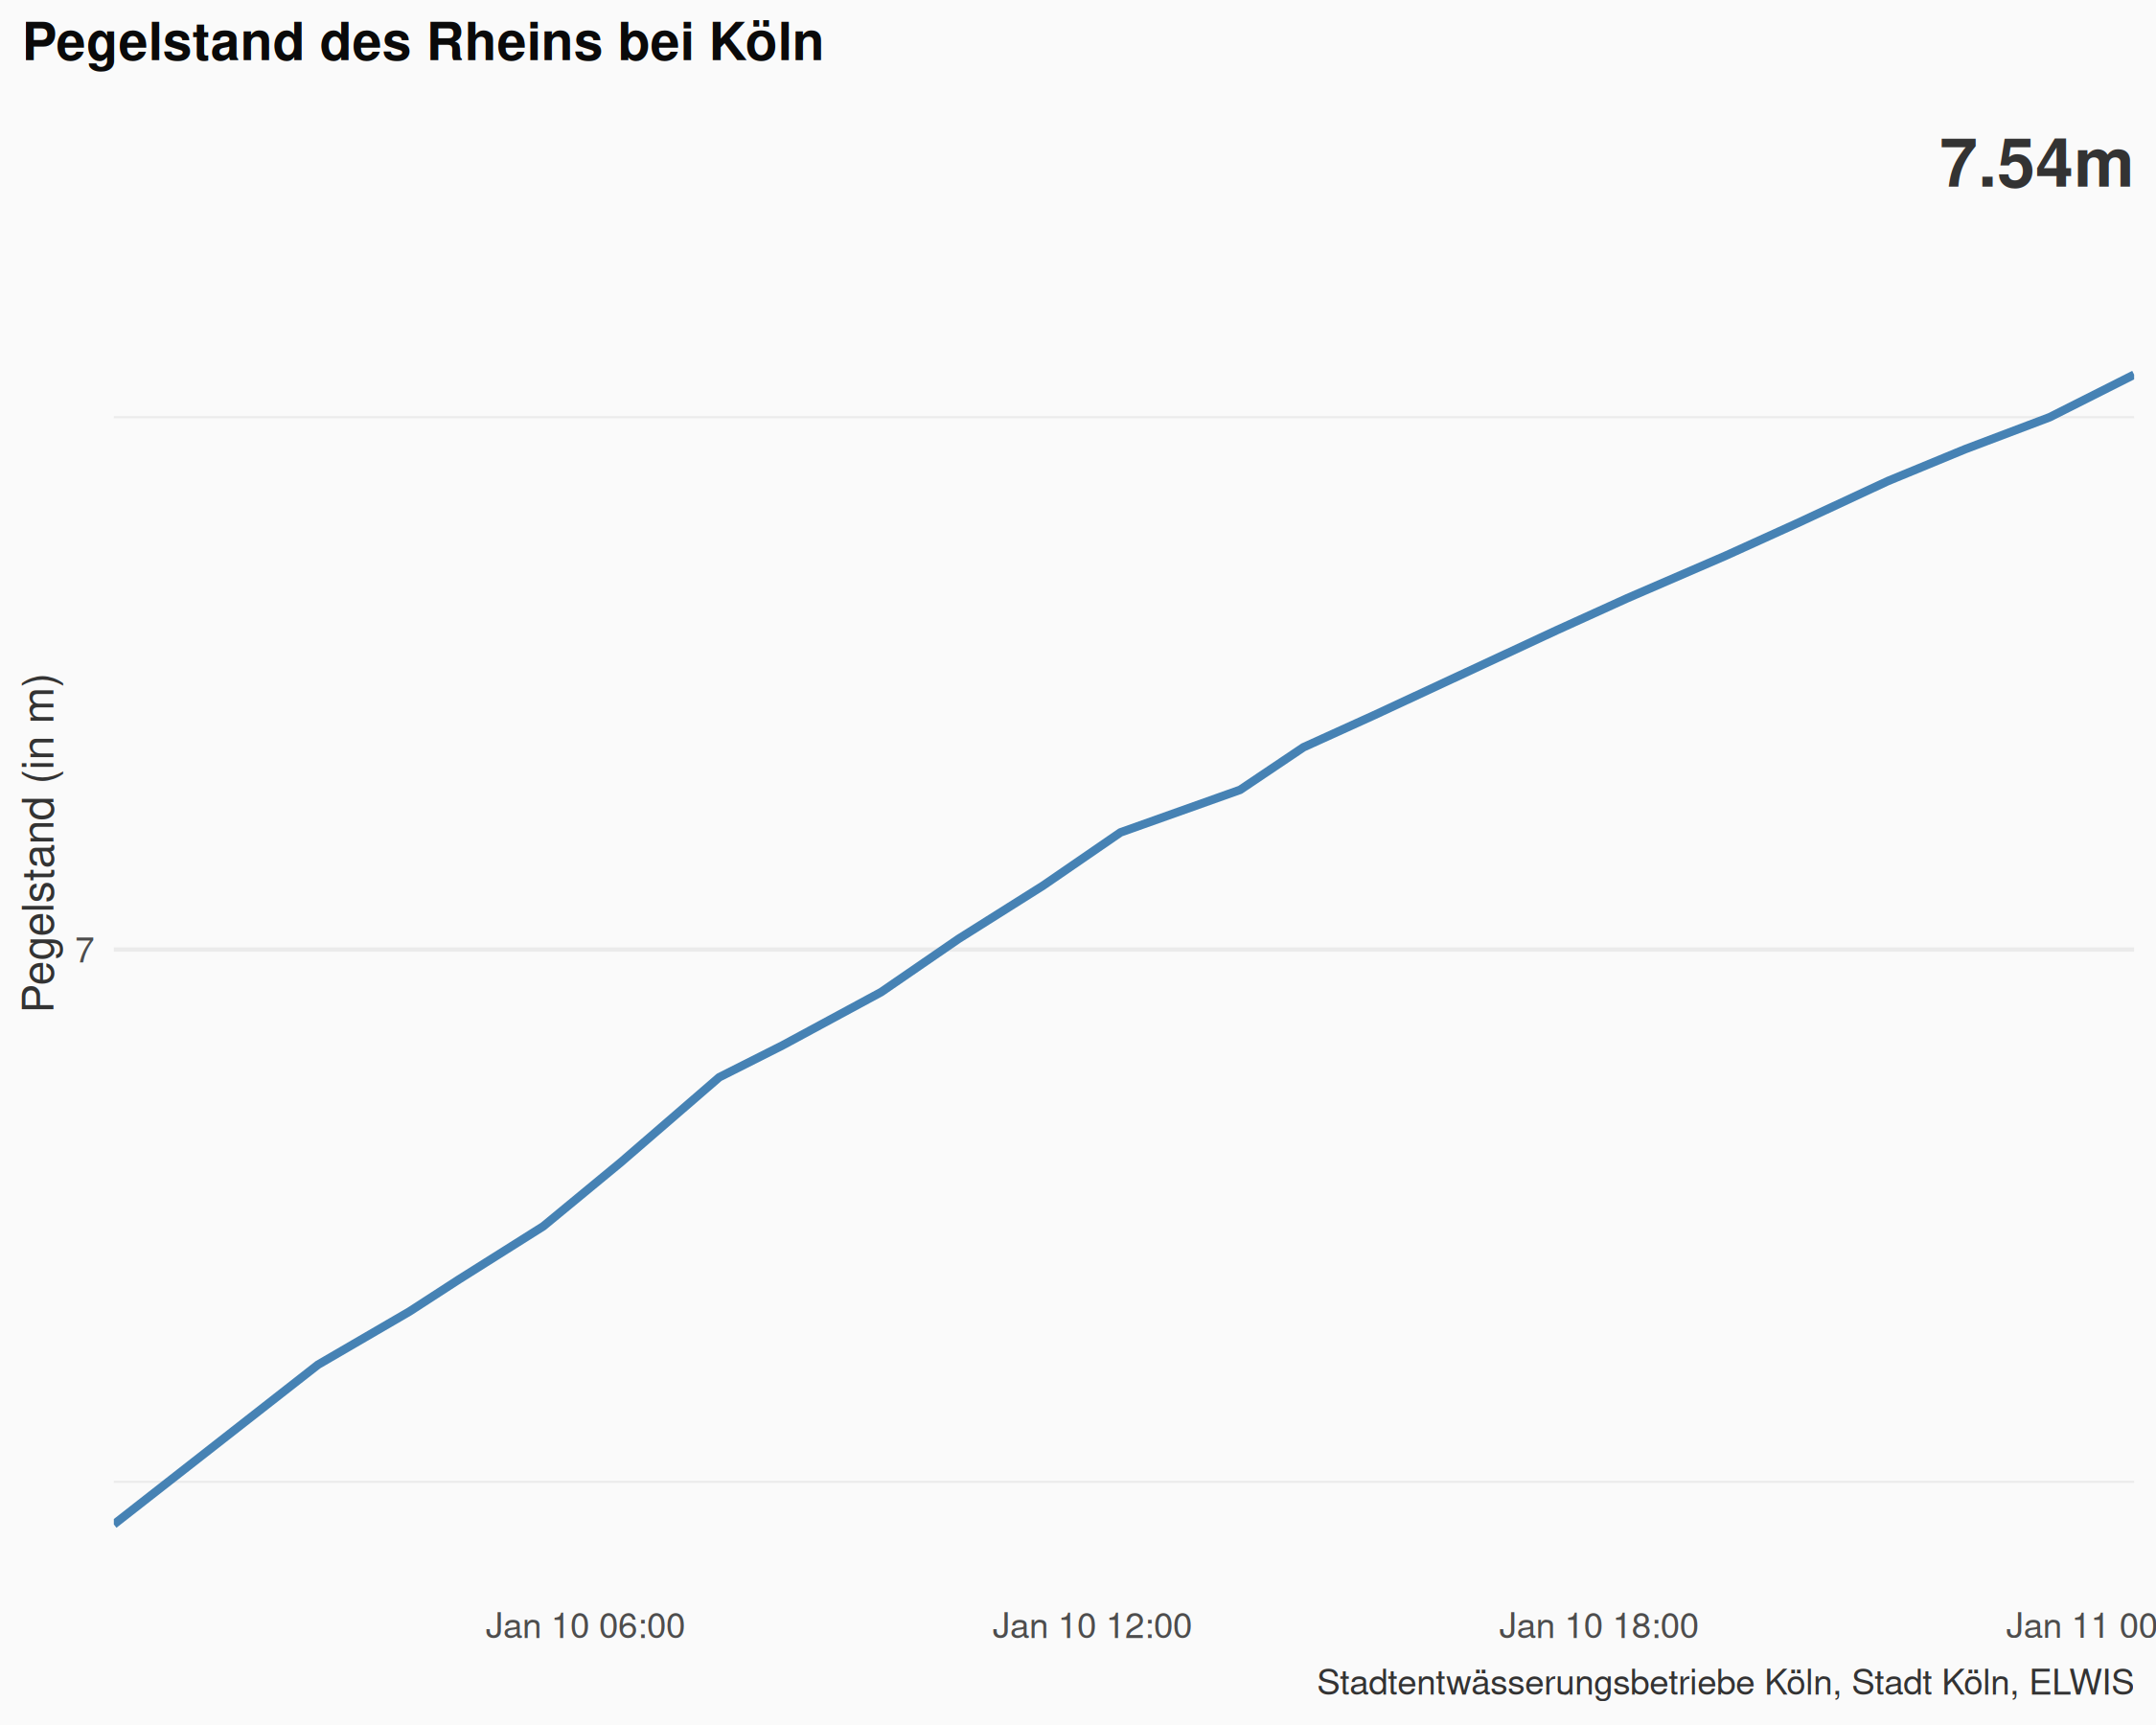 Pegelstand des Rheins bei Köln
7.54m
Pegelstand (in m)
7
Jan 10 06:00 Jan 10 12:00 Jan 10 18:00 Jan 11 00
Stadtentwässerungsbetriebe Köln, Stadt Köln, ELWIS